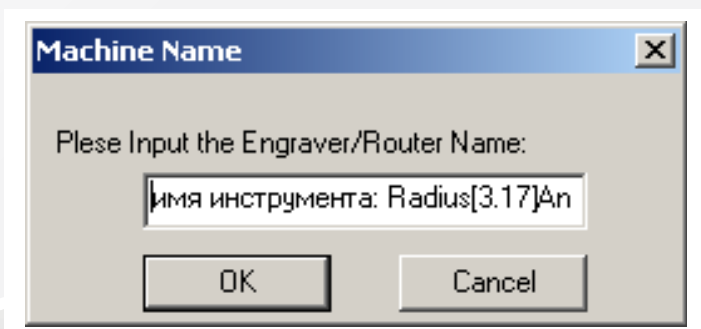 Machine Name
Plese Input the Engraver/Router Name:
имя инструмента: Radius[3.17]An
OK
Cancel